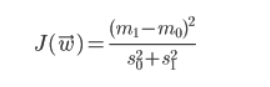 J(w⃗) = (m₁−m₀)² / (s₀²+s₁²)